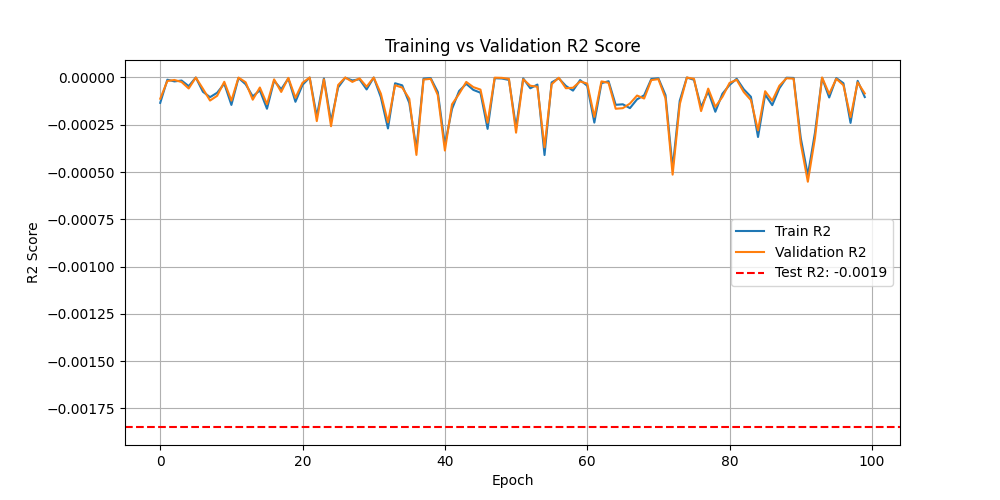 Training vs Validation R2 Score
0.00000
−0.00025
−0.00050
−0.00075
−0.00100
−0.00125
−0.00150
−0.00175
R2 Score
Train R2
Validation R2
Test R2: -0.0019
0 20 40 60 80 100
Epoch